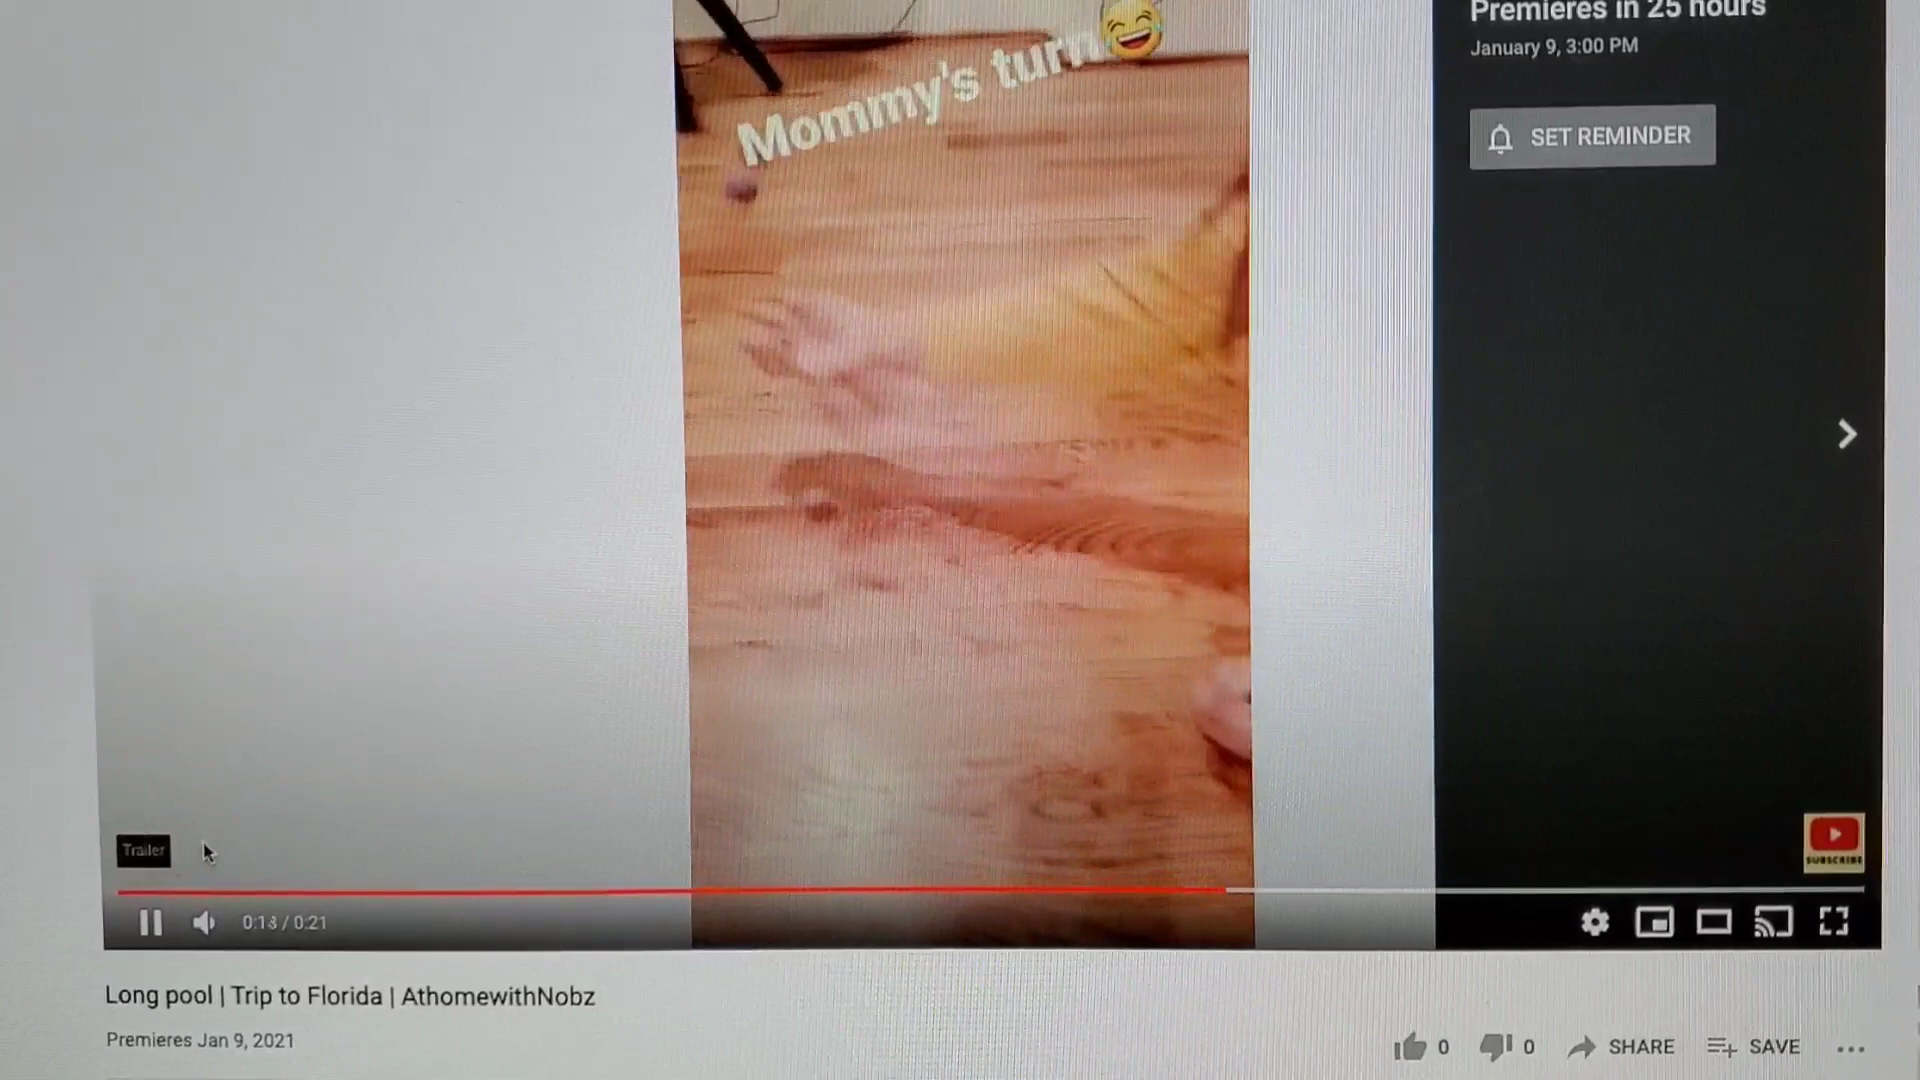 Premieres in 25 hours
January 9, 3:00 PM
Mommy's turn
SET REMINDER
Trailer
SUBSCRIBE
0:13 / 0:21
Long pool | Trip to Florida | AthomewithNobz
Premieres Jan 9, 2021
0
0
SHARE
SAVE